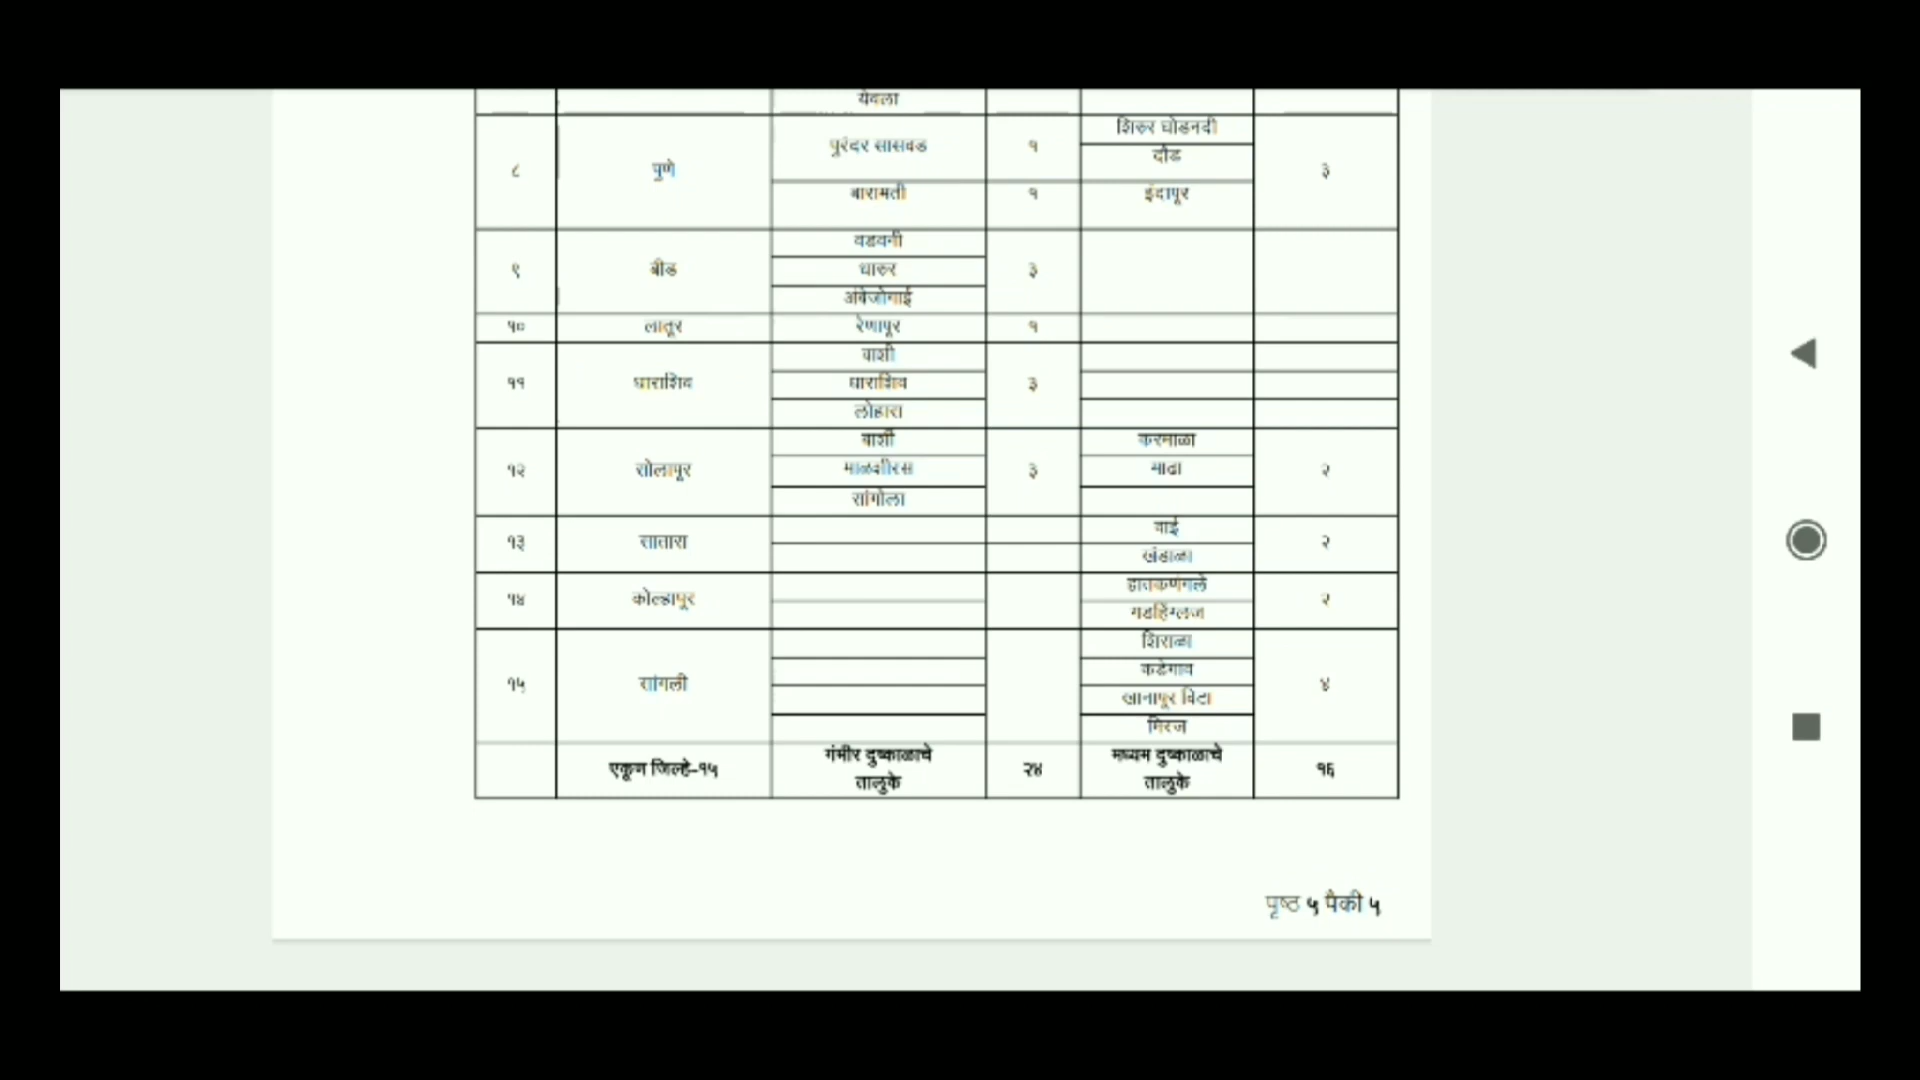 येवला
८ पुणे पुरंदर सासवड १ शिरुर घोडनदी ३
दौंड
बारामती १ इंदापूर
९ बीड वडवनी ३
धारुर
अंबेजोगाई
१० लातूर रेणापूर १
११ धाराशिव वाशी ३
धाराशिव
लोहारा
१२ सोलापूर बार्शी ३ करमाळा २
माळशीरस माढा
सांगोला
१३ सातारा वाई २
खंडाळा
१४ कोल्हापूर हातकणंगले २
गडहिंग्लज
१५ सांगली शिराळा ४
कडेगाव
खानापूर विटा
मिरज
एकूण जिल्हे-१५ गंभीर दुष्काळाचे तालुके २४ मध्यम दुष्काळाचे तालुके १६
पृष्ठ ५ पैकी ५